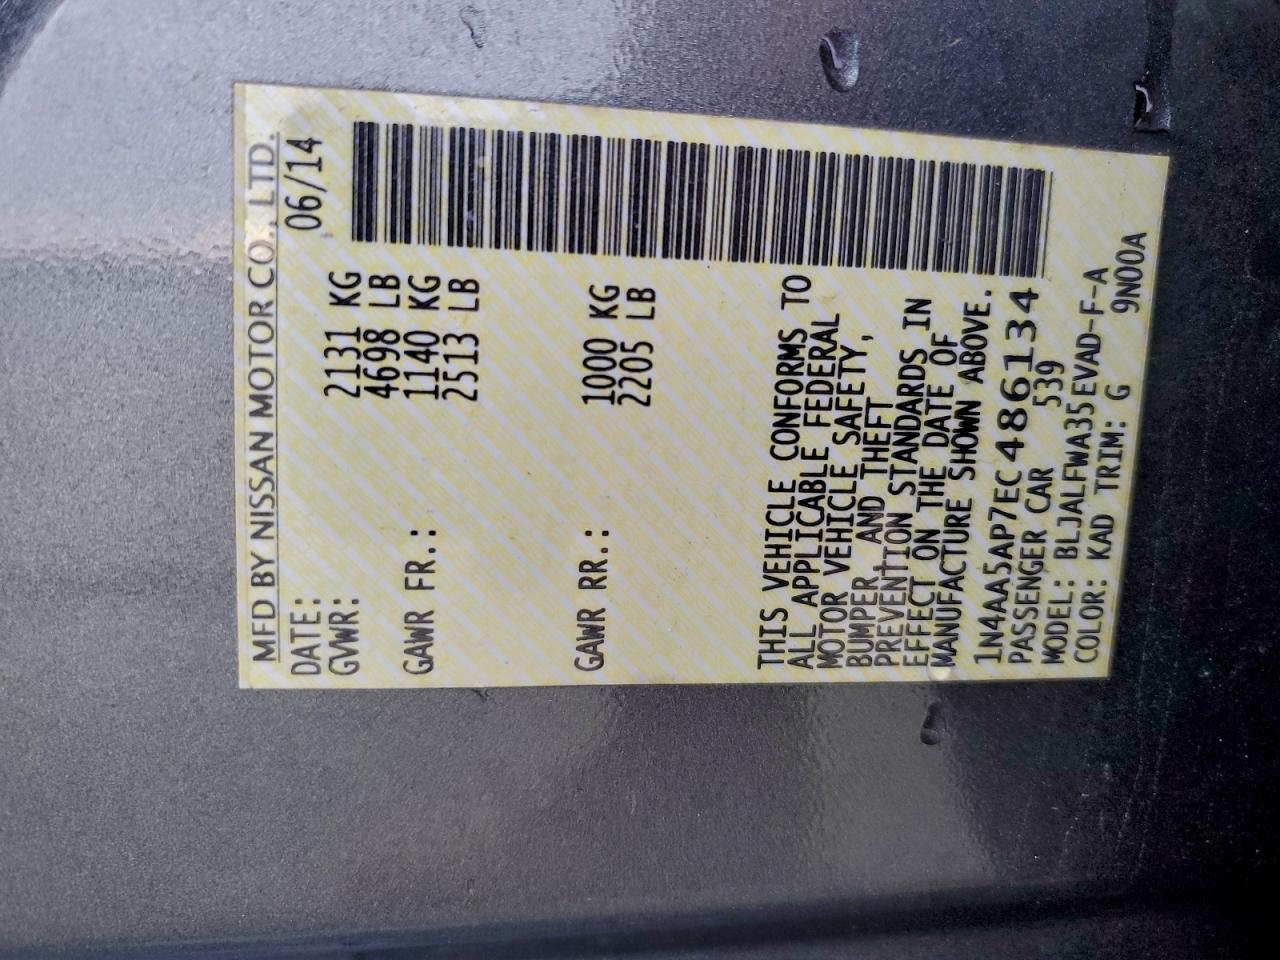 MFD BY NISSAN MOTOR CO., LTD.
DATE: 06/14
GVWR: 2131 KG
4698 LB
GAWR FR.: 1140 KG
2513 LB
GAWR RR.: 1000 KG
2205 LB
THIS VEHICLE CONFORMS TO
ALL APPLICABLE FEDERAL
MOTOR VEHICLE SAFETY,
BUMPER, AND THEFT
PREVENTION STANDARDS IN
EFFECT ON THE DATE OF
MANUFACTURE SHOWN ABOVE.
1N4AA5AP7EC486134
PASSENGER CAR 539
MODEL: BLJALFWA35EVAD-F-A
COLOR: KAD TRIM: G 9N00A